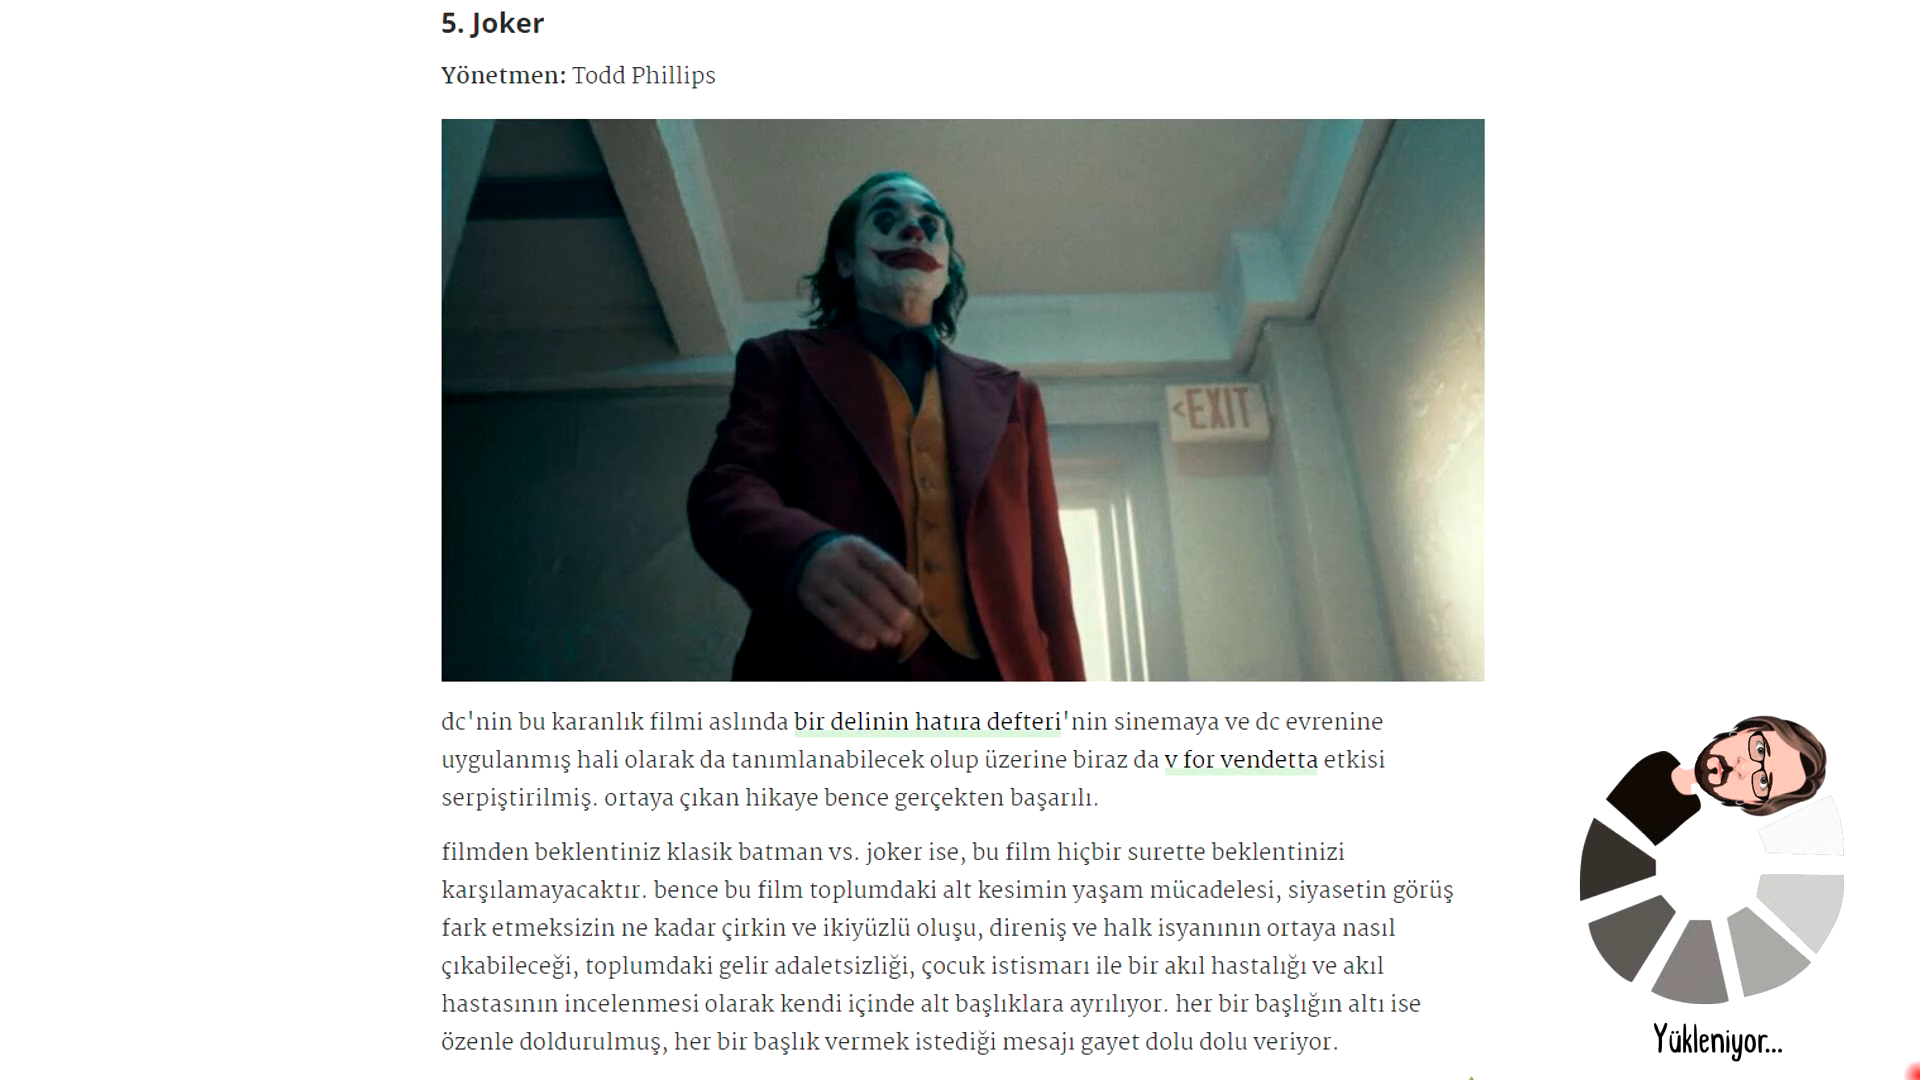 5. Joker
Yönetmen: Todd Phillips
<EXIT
dc'nin bu karanlık filmi aslında bir delinin hatıra defteri'nin sinemaya ve dc evrenine
uygulanmış hali olarak da tanımlanabilecek olup üzerine biraz da v for vendetta etkisi
serpiştirilmiş. ortaya çıkan hikaye bence gerçekten başarılı.
filmden beklentiniz klasik batman vs. joker ise, bu film hiçbir surette beklentinizi
karşılamayacaktır. bence bu film toplumdaki alt kesimin yaşam mücadelesi, siyasetin görüş
fark etmeksizin ne kadar çirkin ve ikiyüzlü oluşu, direniş ve halk isyanının ortaya nasıl
çıkabileceği, toplumdaki gelir adaletsizliği, çocuk istismarı ile bir akıl hastalığı ve akıl
hastasının incelenmesi olarak kendi içinde alt başlıklara ayrılıyor. her bir başlığın altı ise
özenle doldurulmuş, her bir başlık vermek istediği mesajı gayet dolu dolu veriyor.
Yükleniyor...